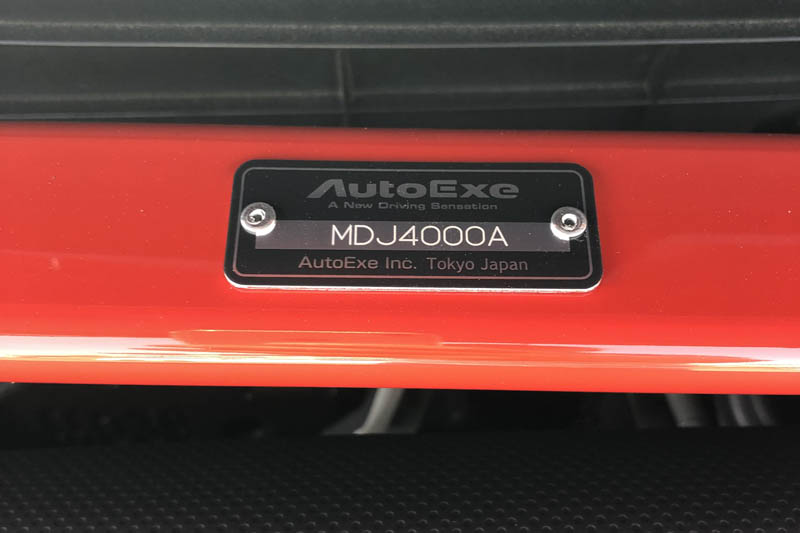 AutoExe
A New Driving Sensation
MDJ4000A
AutoExe Inc. Tokyo Japan